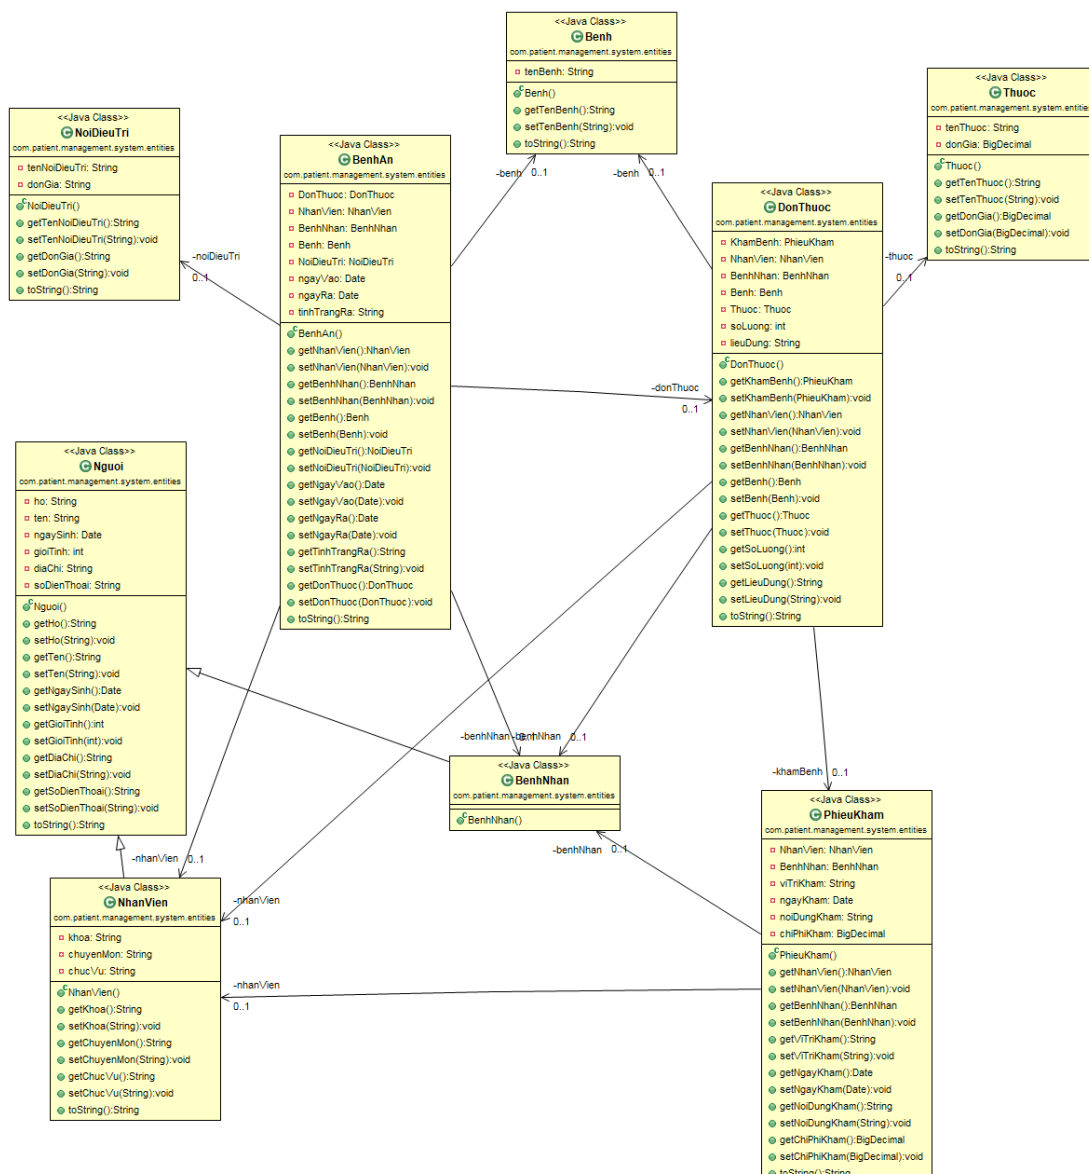 <<Java Class>>
Benh
com.patient.management.system.entities
tenBenh: String
Benh()
getTenBenh():String
setTenBenh(String):void
toString():String
<<Java Class>>
Thuoc
com.patient.management.system.entities
tenThuoc: String
donGia: BigDecimal
Thuoc()
getTenThuoc():String
setTenThuoc(String):void
getDonGia():BigDecimal
setDonGia(BigDecimal):void
toString():String
<<Java Class>>
NoiDieuTri
com.patient.management.system.entities
tenNoiDieuTri: String
donGia: String
NoiDieuTri()
getTenNoiDieuTri():String
setTenNoiDieuTri(String):void
getDonGia():String
setDonGia(String):void
toString():String
<<Java Class>>
BenhAn
com.patient.management.system.entities
DonThuoc: DonThuoc
NhanVien: NhanVien
BenhNhan: BenhNhan
Benh: Benh
NoiDieuTri: NoiDieuTri
ngayVao: Date
ngayRa: Date
tinhTrangRa: String
BenhAn()
getNhanVien():NhanVien
setNhanVien(NhanVien):void
getBenhNhan():BenhNhan
setBenhNhan(BenhNhan):void
getBenh():Benh
setBenh(Benh):void
getNoiDieuTri():NoiDieuTri
setNoiDieuTri(NoiDieuTri):void
getNgayVao():Date
setNgayVao(Date):void
getNgayRa():Date
setNgayRa(Date):void
getTinhTrangRa():String
setTinhTrangRa(String):void
getDonThuoc():DonThuoc
setDonThuoc(DonThuoc):void
toString():String
-benh 0..1
-benh 0..1
<<Java Class>>
DonThuoc
com.patient.management.system.entities
KhamBenh: PhieuKham
NhanVien: NhanVien
BenhNhan: BenhNhan
Benh: Benh
Thuoc: Thuoc
soLuong: int
lieuDung: String
DonThuoc()
getKhamBenh():PhieuKham
setKhamBenh(PhieuKham):void
getNhanVien():NhanVien
setNhanVien(NhanVien):void
getBenhNhan():BenhNhan
setBenhNhan(BenhNhan):void
getBenh():Benh
setBenh(Benh):void
getThuoc():Thuoc
setThuoc(Thuoc):void
getSoLuong():int
setSoLuong(int):void
getLieuDung():String
setLieuDung(String):void
toString():String
-thuoc
0..1
-noiDieuTri
0..1
-donThuoc
0..1
<<Java Class>>
Nguoi
com.patient.management.system.entities
ho: String
ten: String
ngaySinh: Date
gioiTinh: int
diaChi: String
soDienThoai: String
Nguoi()
getHo():String
setHo(String):void
getTen():String
setTen(String):void
getNgaySinh():Date
setNgaySinh(Date):void
getGioiTinh():int
setGioiTinh(int):void
getDiaChi():String
setDiaChi(String):void
getSoDienThoai():String
setSoDienThoai(String):void
toString():String
-benhNhan 0..1
-benhNhan 0..1
<<Java Class>>
BenhNhan
com.patient.management.system.entities
BenhNhan()
-benhNhan 0..1
-khamBenh 0..1
<<Java Class>>
PhieuKham
com.patient.management.system.entities
NhanVien: NhanVien
BenhNhan: BenhNhan
viTriKham: String
ngayKham: Date
noiDungKham: String
chiPhiKham: BigDecimal
PhieuKham()
getNhanVien():NhanVien
setNhanVien(NhanVien):void
getBenhNhan():BenhNhan
setBenhNhan(BenhNhan):void
getViTriKham():String
setViTriKham(String):void
getNgayKham():Date
setNgayKham(Date):void
getNoiDungKham():String
setNoiDungKham(String):void
getChiPhiKham():BigDecimal
setChiPhiKham(BigDecimal):void
toString():String
-nhanVien 0..1
<<Java Class>>
NhanVien
com.patient.management.system.entities
khoa: String
chuyenMon: String
chucVu: String
NhanVien()
getKhoa():String
setKhoa(String):void
getChuyenMon():String
setChuyenMon(String):void
getChucVu():String
setChucVu(String):void
toString():String
-nhanVien
0..1
-nhanVien
0..1